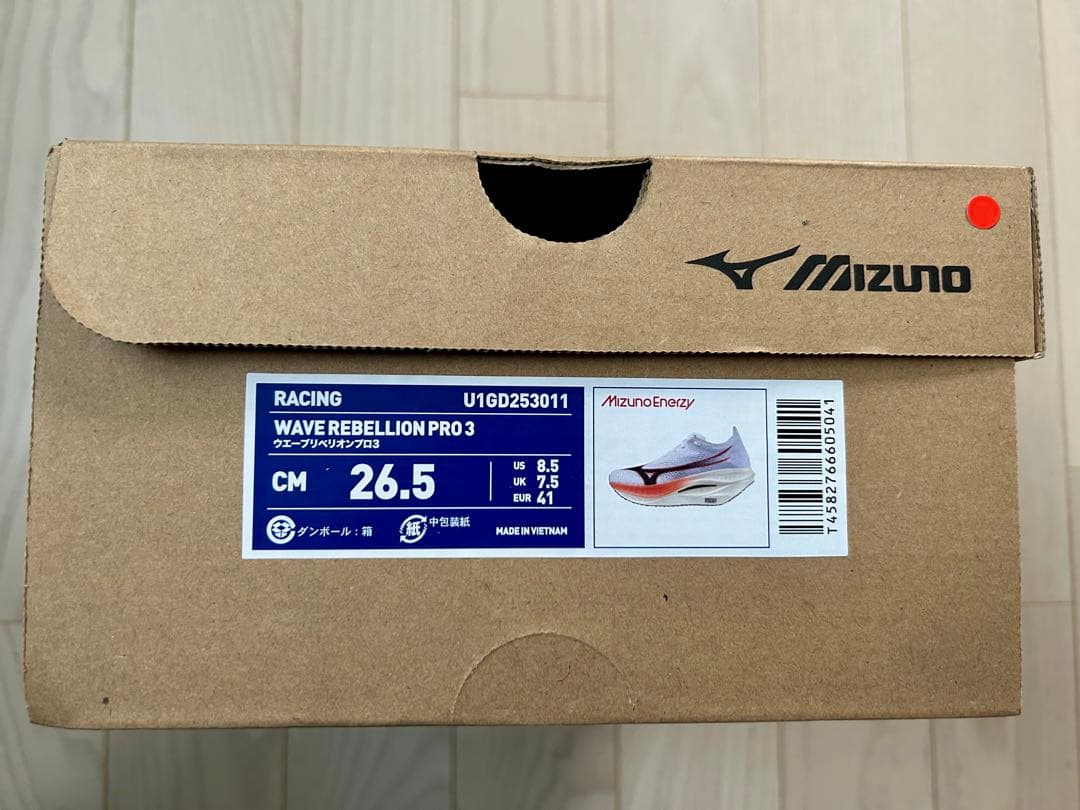 MIZUNO
RACING U1GD253011
WAVE REBELLION PRO 3
ウエーブリベリオンプロ3
CM 26.5
US 8.5
UK 7.5
EUR 41
ダンボール：箱
紙 中包装紙
MADE IN VIETNAM
MizunoEnerzy
T4582766605041